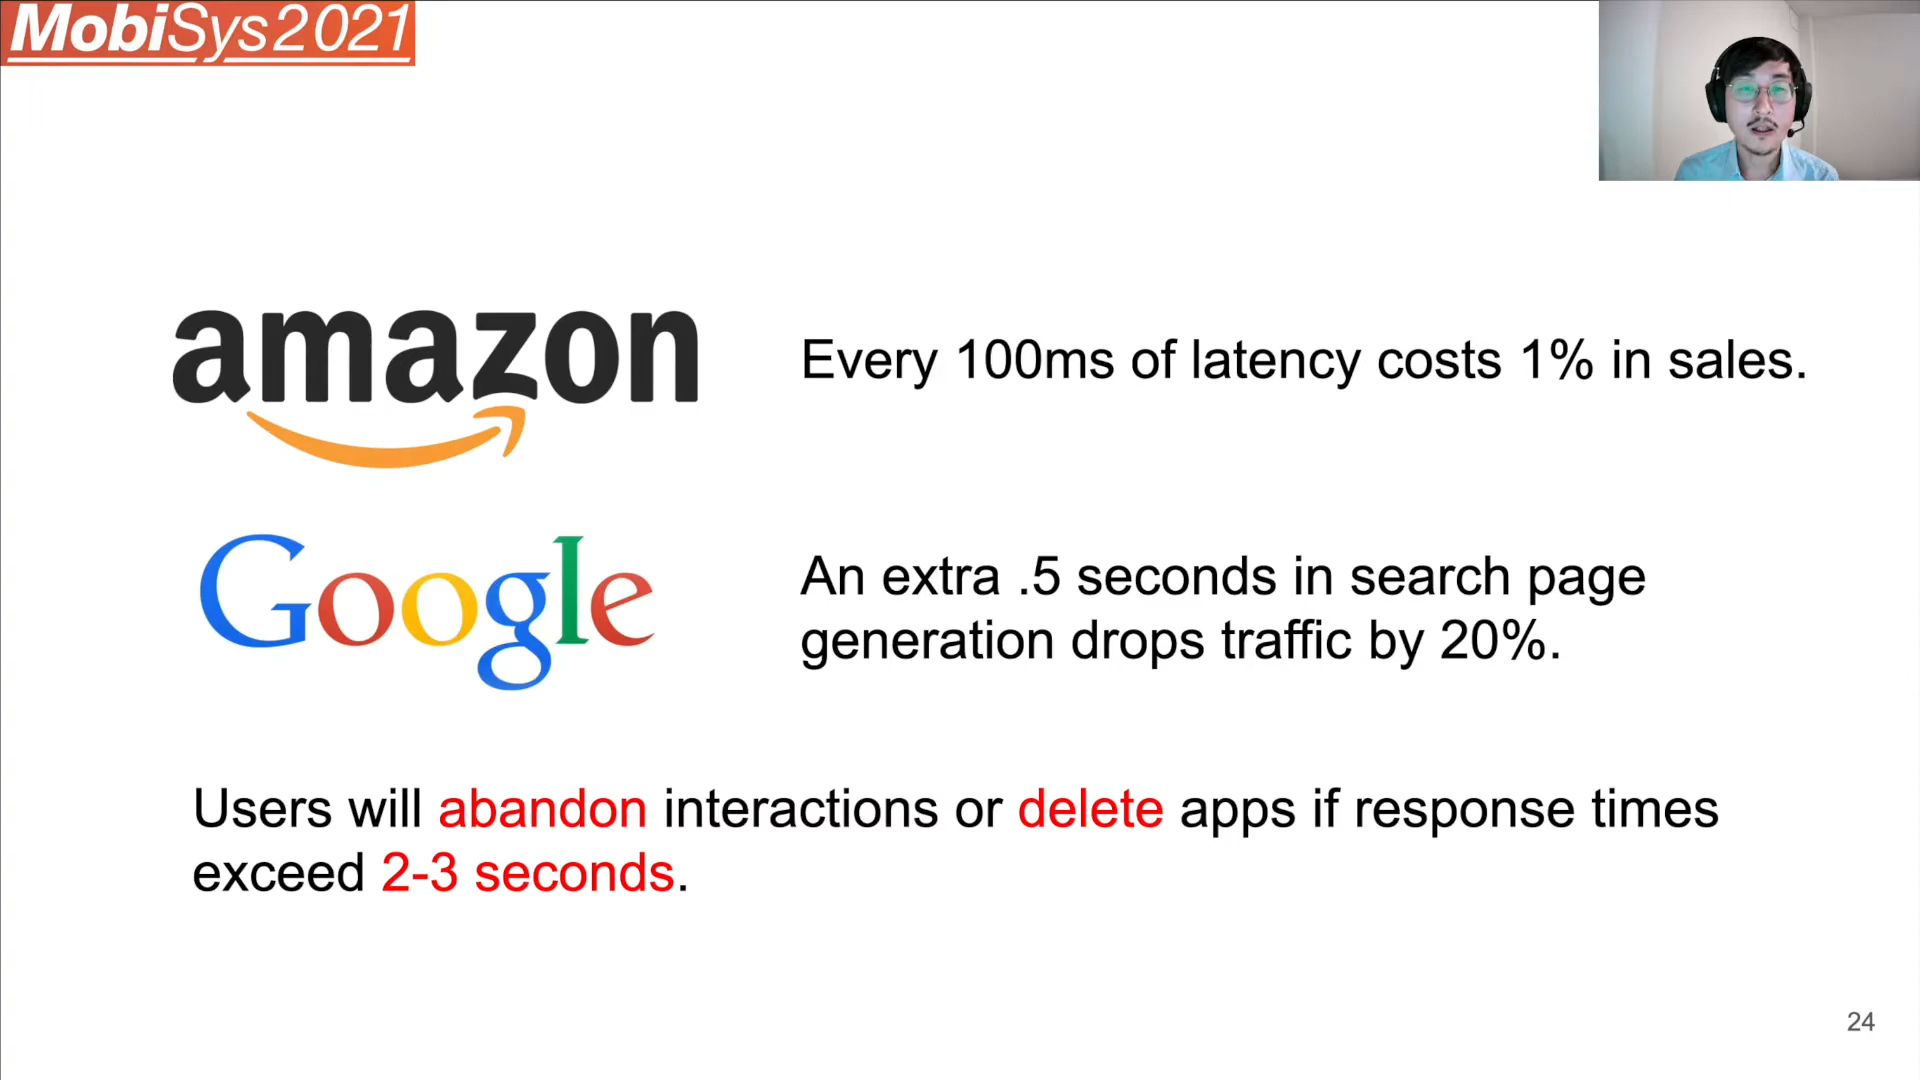 MobiSys2021
amazon
Every 100ms of latency costs 1% in sales.
Google
An extra .5 seconds in search page
generation drops traffic by 20%.
Users will abandon interactions or delete apps if response times
exceed 2-3 seconds.
24